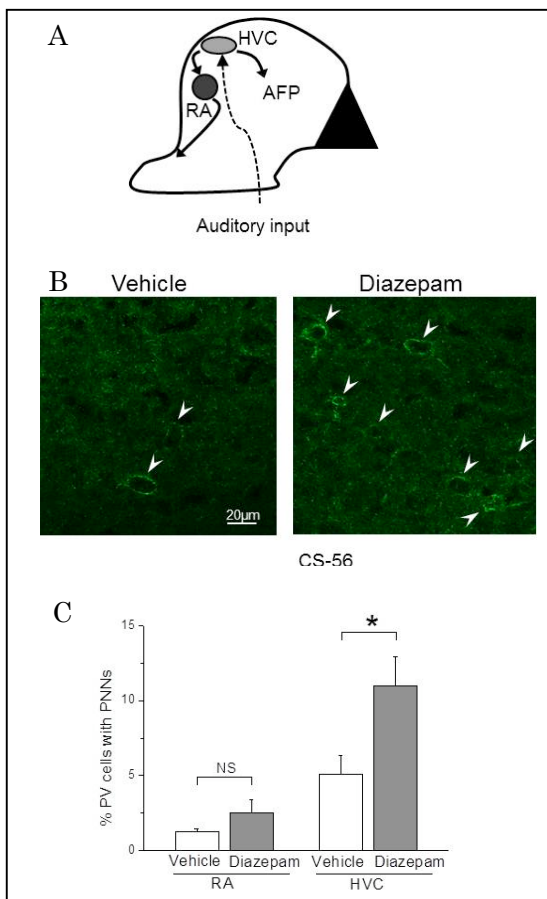 A
HVC
RA
AFP
Auditory input
B
Vehicle
Diazepam
20μm
CS-56
C
% PV cells with PNNs
15
10
5
0
NS
*
Vehicle Diazepam Vehicle Diazepam
RA HVC